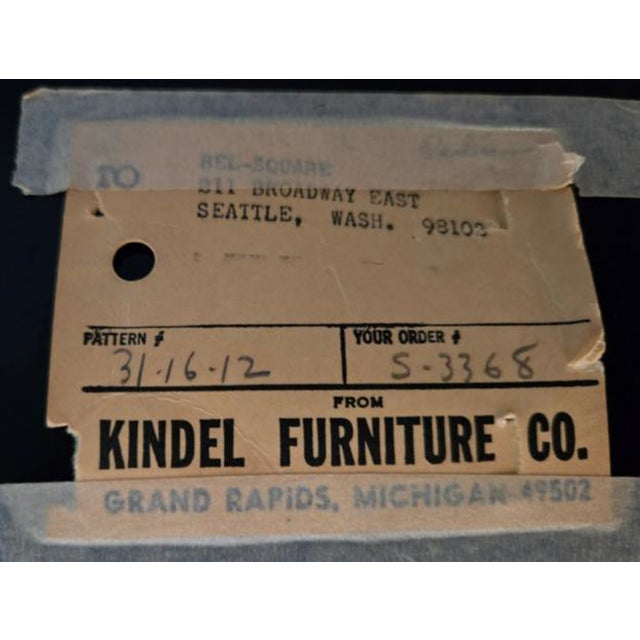 TO
BEL-SQUARE
211 BROADWAY EAST
SEATTLE, WASH. 98102
PATTERN # YOUR ORDER #
31-16-12 S-3368
FROM
KINDEL FURNITURE CO.
GRAND RAPIDS, MICHIGAN 49502